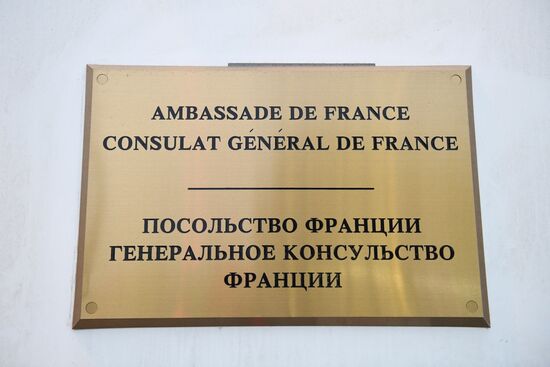 AMBASSADE DE FRANCE
CONSULAT GÉNÉRAL DE FRANCE
ПОСОЛЬСТВО ФРАНЦИИ
ГЕНЕРАЛЬНОЕ КОНСУЛЬСТВО
ФРАНЦИИ